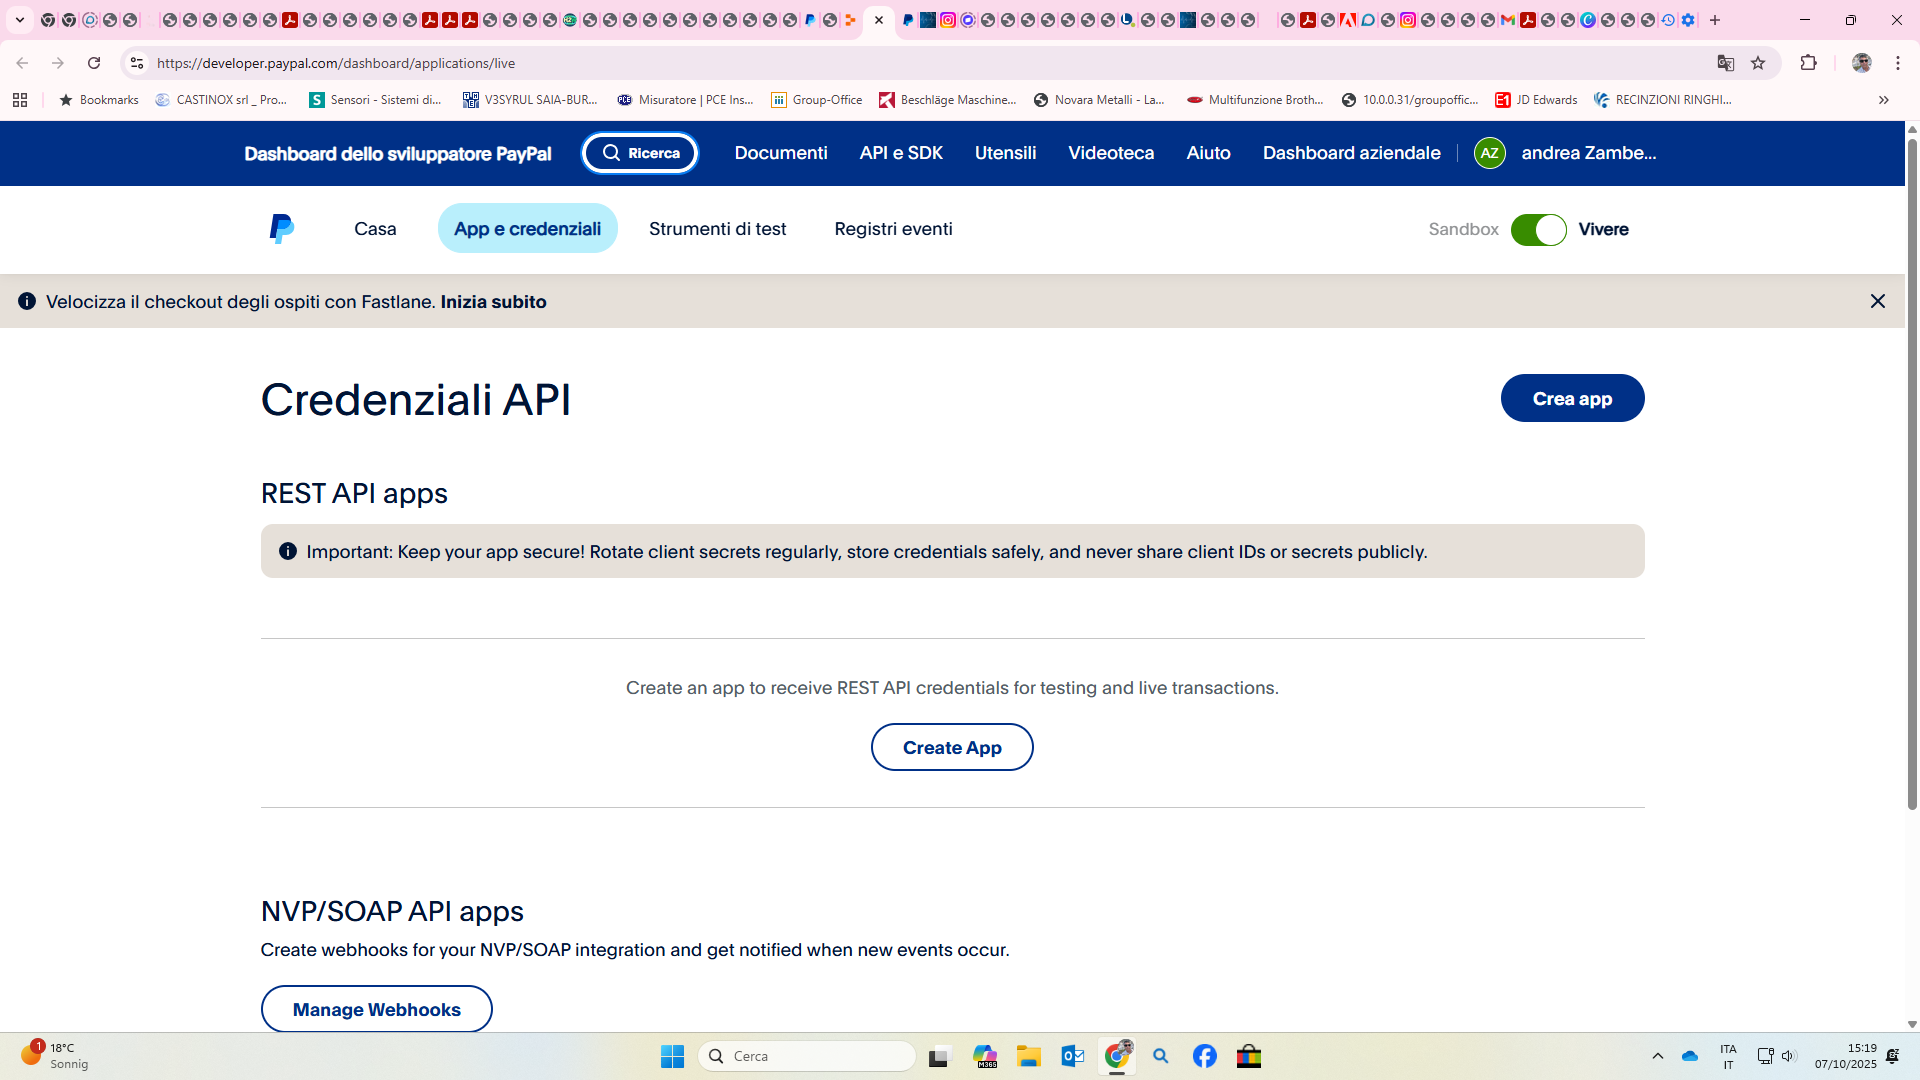 https://developer.paypal.com/dashboard/applications/live
Bookmarks
CASTINOX srl _ Pro...
Sensori - Sistemi di...
V3SYRUL SAIA-BUR...
Misuratore | PCE Ins...
Group-Office
Beschläge Maschine...
Novara Metalli - La...
Multifunzione Broth...
10.0.0.31/groupoffic...
JD Edwards
RECINZIONI RINGHI...
Dashboard dello sviluppatore PayPal
Ricerca
Documenti
API e SDK
Utensili
Videoteca
Aiuto
Dashboard aziendale
AZ
andrea Zambe...
Casa
App e credenziali
Strumenti di test
Registri eventi
Sandbox
Vivere
Velocizza il checkout degli ospiti con Fastlane. Inizia subito
Credenziali API
Crea app
REST API apps
Important: Keep your app secure! Rotate client secrets regularly, store credentials safely, and never share client IDs or secrets publicly.
Create an app to receive REST API credentials for testing and live transactions.
Create App
NVP/SOAP API apps
Create webhooks for your NVP/SOAP integration and get notified when new events occur.
Manage Webhooks
1
18°C
Sonnig
Cerca
M365
ITA
IT
15:19
07/10/2025